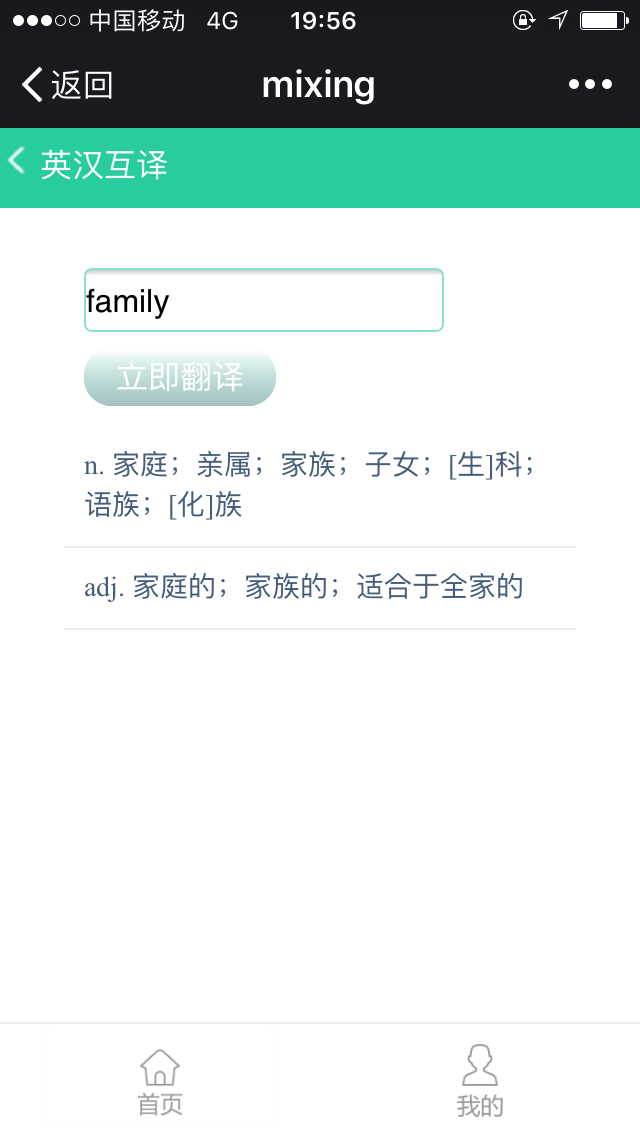 中国移动 4G 19:56
返回 mixing
英汉互译
family
立即翻译
n. 家庭；亲属；家族；子女；[生]科；
语族；[化]族
adj. 家庭的；家族的；适合于全家的
首页 我的